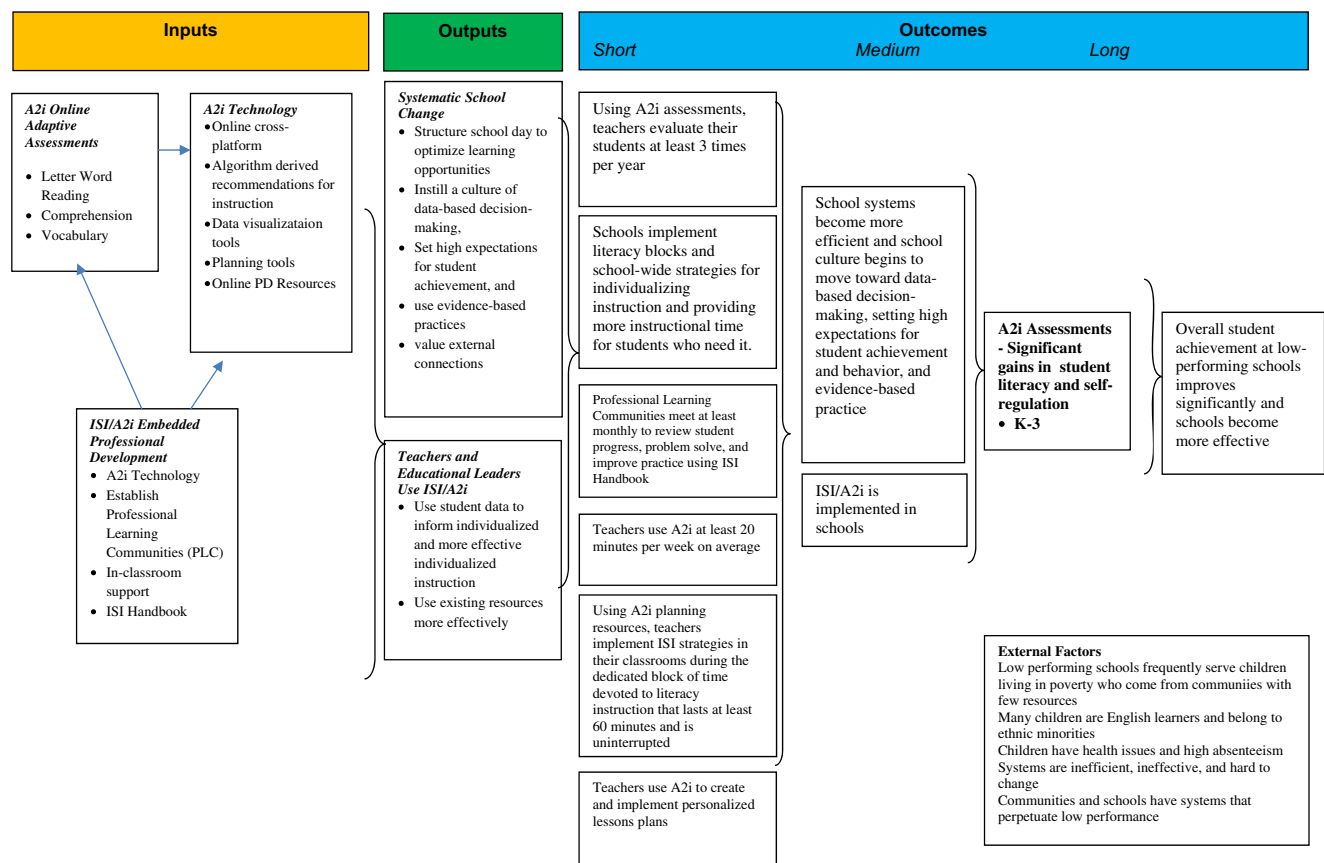 Inputs
Outputs
Outcomes
Short
Medium
Long
A2i Online
Adaptive
Assessments
• Letter Word
Reading
• Comprehension
• Vocabulary
A2i Technology
•Online cross-
platform
•Algorithm derived
recommendations for
instruction
•Data visualizataion
tools
•Planning tools
•Online PD Resources
ISI/A2i Embedded
Professional
Development
• A2i Technology
• Establish
Professional
Learning
Communities (PLC)
• In-classroom
support
• ISI Handbook
Systematic School
Change
• Structure school day to
optimize learning
opportunities
• Instill a culture of
data-based decision-
making,
• Set high expectations
for student
achievement, and
• use evidence-based
practices
• value external
connections
Teachers and
Educational Leaders
Use ISI/A2i
• Use student data to
inform individualized
and more effective
individualized
instruction
• Use existing resources
more effectively
Using A2i assessments,
teachers evaluate their
students at least 3 times
per year
Schools implement
literacy blocks and
school-wide strategies for
individualizing
instruction and providing
more instructional time
for students who need it.
Professional Learning
Communities meet at least
monthly to review student
progress, problem solve, and
improve practice using ISI
Handbook
Teachers use A2i at least 20
minutes per week on average
Using A2i planning
resources, teachers
implement ISI strategies in
their classrooms during the
dedicated block of time
devoted to literacy
instruction that lasts at least
60 minutes and is
uninterrupted
Teachers use A2i to create
and implement personalized
lessons plans
School systems
become more
efficient and school
culture begins to
move toward data-
based decision-
making, setting high
expectations for
student achievement
and behavior, and
evidence-based
practice
ISI/A2i is
implemented in
schools
A2i Assessments
- Significant
gains in student
literacy and self-
regulation
• K-3
Overall student
achievement at low-
performing schools
improves
significantly and
schools become
more effective
External Factors
Low performing schools frequently serve children
living in poverty who come from communiies with
few resources
Many children are English learners and belong to
ethnic minorities
Children have health issues and high absenteeism
Systems are inefficient, ineffective, and hard to
change
Communities and schools have systems that
perpetuate low performance